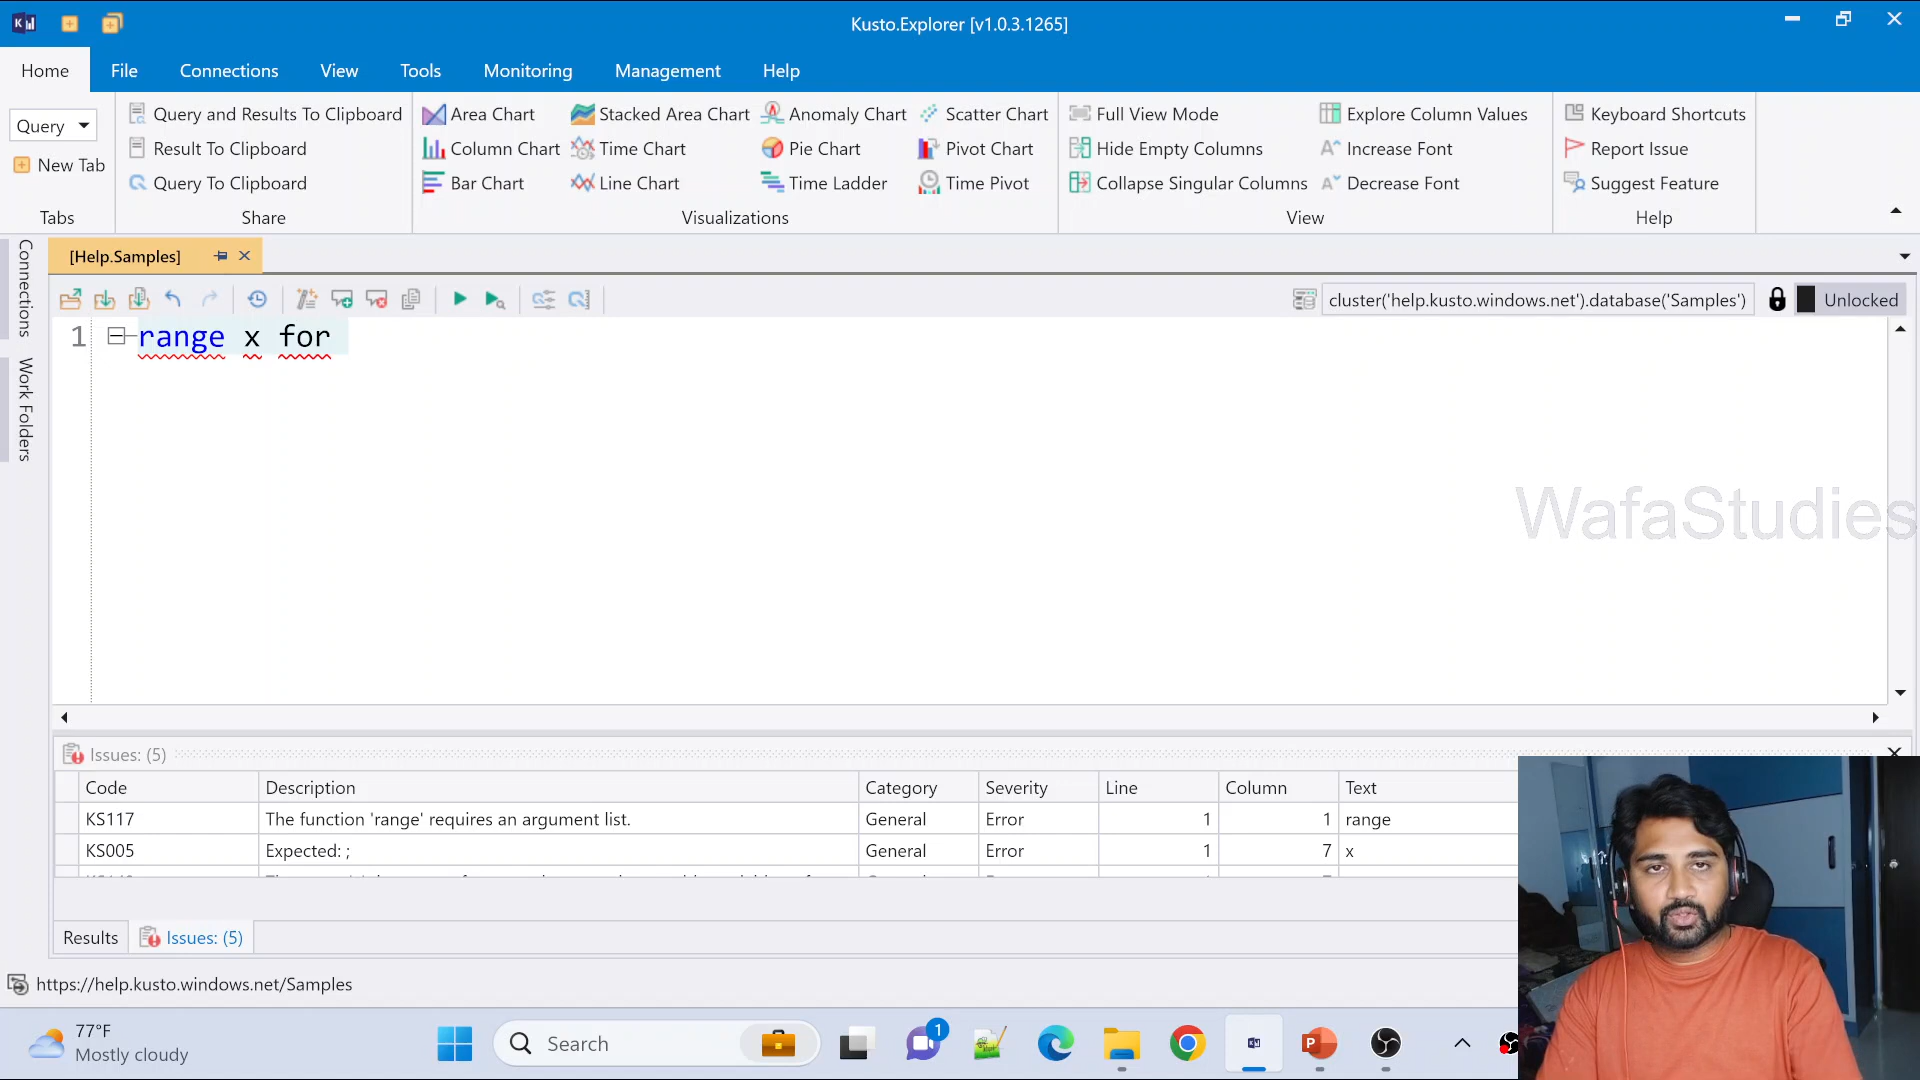 Kusto.Explorer [v1.0.3.1265]
Home File Connections View Tools Monitoring Management Help
Query
New Tab
Tabs
Query and Results To Clipboard
Result To Clipboard
Query To Clipboard
Share
Area Chart Stacked Area Chart Anomaly Chart Scatter Chart
Column Chart Time Chart Pie Chart Pivot Chart
Bar Chart Line Chart Time Ladder Time Pivot
Visualizations
Full View Mode Explore Column Values
Hide Empty Columns Increase Font
Collapse Singular Columns Decrease Font
View
Keyboard Shortcuts
Report Issue
Suggest Feature
Help
Connections
Work Folders
[Help.Samples]
cluster('help.kusto.windows.net').database('Samples') Unlocked
1 range x for
WafaStudies
Issues: (5)
Code Description Category Severity Line Column Text
KS117 The function 'range' requires an argument list. General Error 1 1 range
KS005 Expected: ; General Error 1 7 x
Results Issues: (5)
https://help.kusto.windows.net/Samples
77°F
Mostly cloudy
Search
1